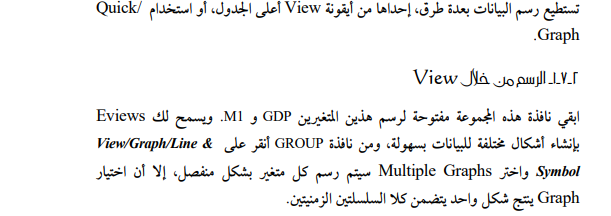 تستطيع رسم البيانات بعدة طرق، إحداها من أيقونة View أعلى الجدول، أو استخدام Quick/
Graph.
٢-٧-١- الرسم من خلال View
ابقي نافذة هذه المجموعة مفتوحة لرسم هذين المتغيرين GDP و M1. ويسمح لك Eviews
بإنشاء أشكال مختلفة للبيانات بسهولة، ومن نافذة GROUP أنقر على View/Graph/Line &
Symbol واختر Multiple Graphs سيتم رسم كل متغير بشكل منفصل، إلا أن اختيار
Graph ينتج شكل واحد يتضمن كلا السلسلتين الزمنيتين.